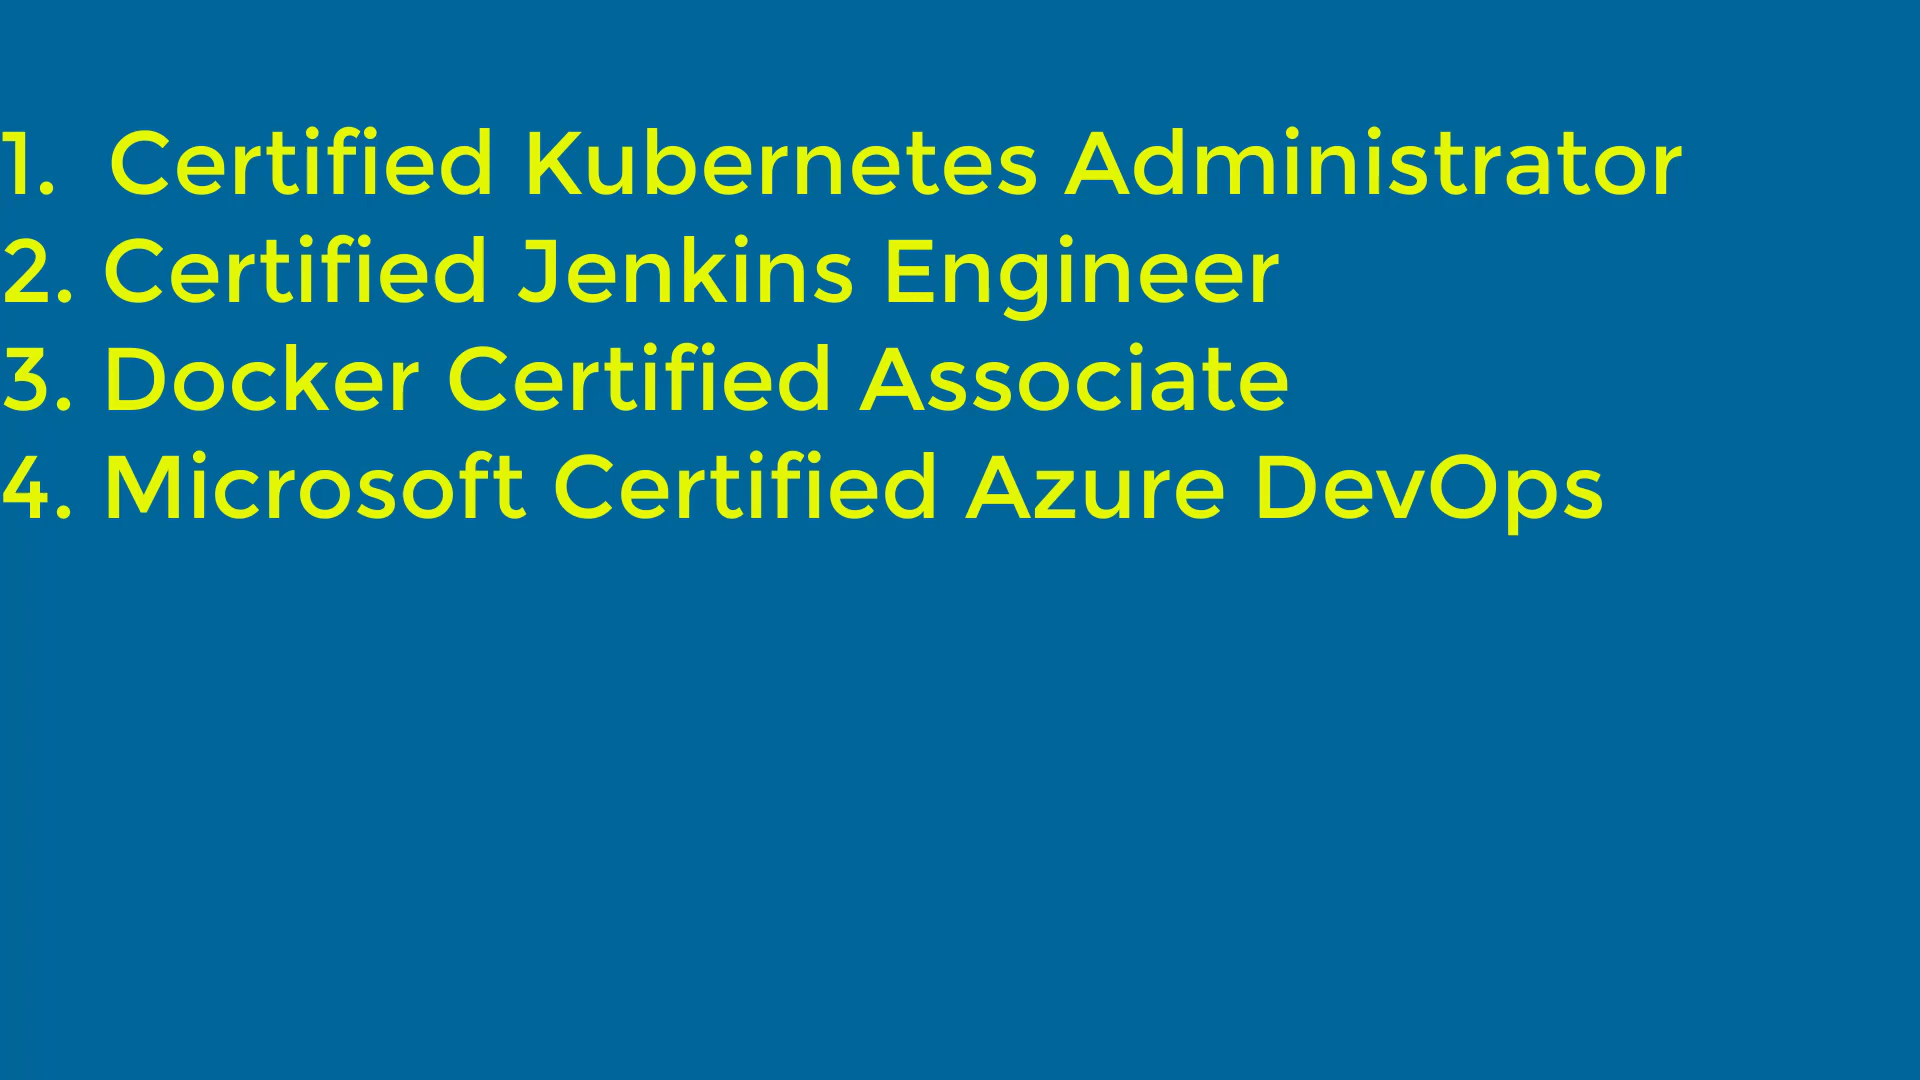 1. Certified Kubernetes Administrator
2. Certified Jenkins Engineer
3. Docker Certified Associate
4. Microsoft Certified Azure DevOps